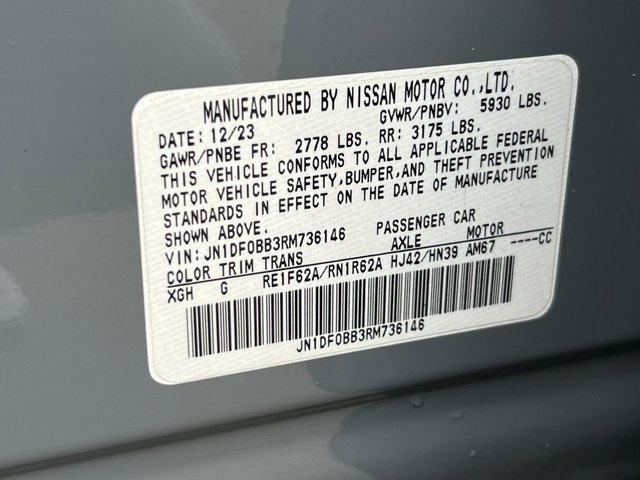 MANUFACTURED BY NISSAN MOTOR CO.,LTD.
DATE: 12/23 GVWR/PNBV: 5930 LBS.
GAWR/PNBE FR: 2778 LBS. RR: 3175 LBS.
THIS VEHICLE CONFORMS TO ALL APPLICABLE FEDERAL
MOTOR VEHICLE SAFETY,BUMPER,AND THEFT PREVENTION
STANDARDS IN EFFECT ON THE DATE OF MANUFACTURE
SHOWN ABOVE.
VIN: JN1DF0BB3RM736146 PASSENGER CAR
COLOR TRIM TRANS AXLE MOTOR
XGH G RE1F62A/RN1R62A HJ42/HN39 AM67 ----CC
JN1DF0BB3RM736146